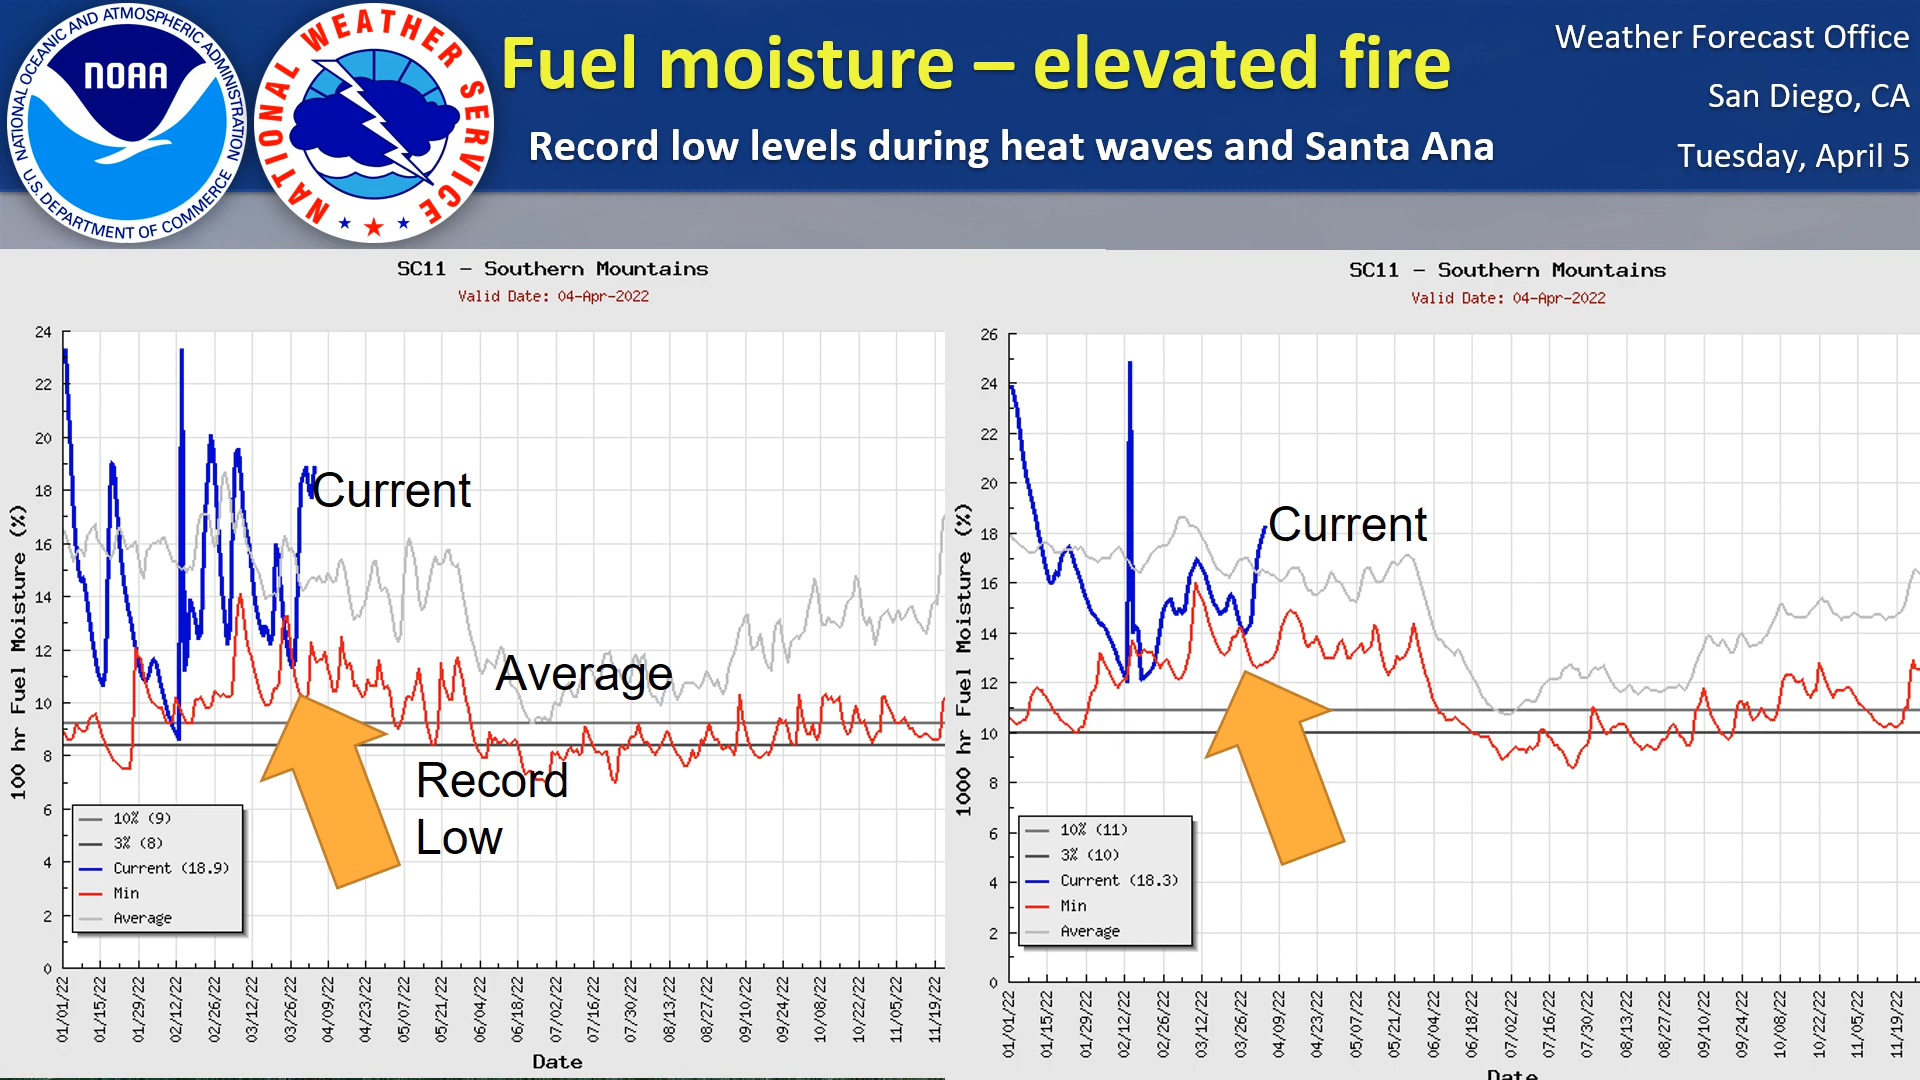 NATIONAL OCEANIC AND ATMOSPHERIC ADMINISTRATION
NOAA
U.S. DEPARTMENT OF COMMERCE
NATIONAL WEATHER SERVICE
Fuel moisture – elevated fire
Record low levels during heat waves and Santa Ana
Weather Forecast Office
San Diego, CA
Tuesday, April 5
SC11 - Southern Mountains
Valid Date: 04-Apr-2022
100 hr Fuel Moisture (%)
24
22
20
18
16
14
12
10
8
6
4
2
0
Current
Average
Record
Low
10% (9)
3% (8)
Current (18.9)
Min
Average
01/01/22
01/15/22
01/29/22
02/12/22
02/26/22
03/12/22
03/26/22
04/09/22
04/23/22
05/07/22
05/21/22
06/04/22
06/18/22
07/02/22
07/16/22
07/30/22
08/13/22
08/27/22
09/10/22
09/24/22
10/08/22
10/22/22
11/05/22
11/19/22
Date
SC11 - Southern Mountains
Valid Date: 04-Apr-2022
1000 hr Fuel Moisture (%)
26
24
22
20
18
16
14
12
10
8
6
4
2
0
Current
10% (11)
3% (10)
Current (18.3)
Min
Average
01/01/22
01/15/22
01/29/22
02/12/22
02/26/22
03/12/22
03/26/22
04/09/22
04/23/22
05/07/22
05/21/22
06/04/22
06/18/22
07/02/22
07/16/22
07/30/22
08/13/22
08/27/22
09/10/22
09/24/22
10/08/22
10/22/22
11/05/22
11/19/22
Date